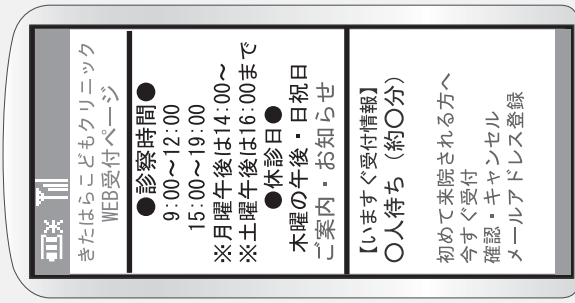 きたはらこどもクリニック
WEB受付ページ
●診察時間●
9:00～12:00
15:00～19:00
※月曜午後は14:00～
※土曜午後は16:00まで
●休診日●
木曜の午後・日祝日
ご案内・お知らせ
【いますぐ受付情報】
〇人待ち（約〇分）
初めて来院される方へ
今すぐ受付
確認・キャンセル
メールアドレス登録